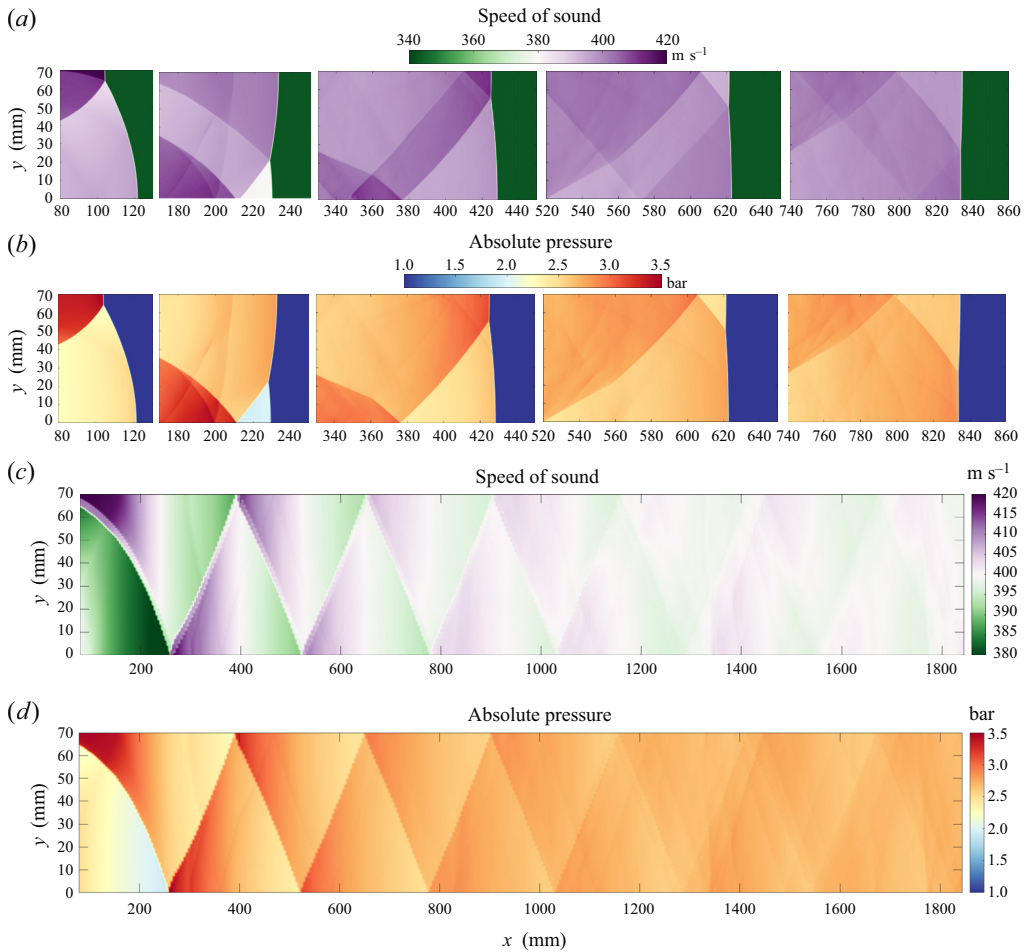 (a)
Speed of sound
340 360 380 400 420
m s⁻¹
y (mm)
70
60
50
40
30
20
10
0
80 100 120 200 250 340 360 380 400 420 440 520 540 560 580 600 620 640 740 760 780 800 820 840 860
(b)
Absolute pressure
1.0 1.5 2.0 2.5 3.0 3.5
bar
y (mm)
70
60
50
40
30
20
10
0
80 100 120 200 250 340 360 380 400 420 440 520 540 560 580 600 620 640 740 760 780 800 820 840 860
(c)
Speed of sound
m s⁻¹
y (mm)
70
60
50
40
30
20
10
0
200 400 600 800 1000 1200 1400 1600 1800
420
415
410
405
400
395
390
385
380
(d)
Absolute pressure
bar
y (mm)
70
60
50
40
30
20
10
0
200 400 600 800 1000 1200 1400 1600 1800
3.5
3.0
2.5
2.0
1.5
1.0
x (mm)